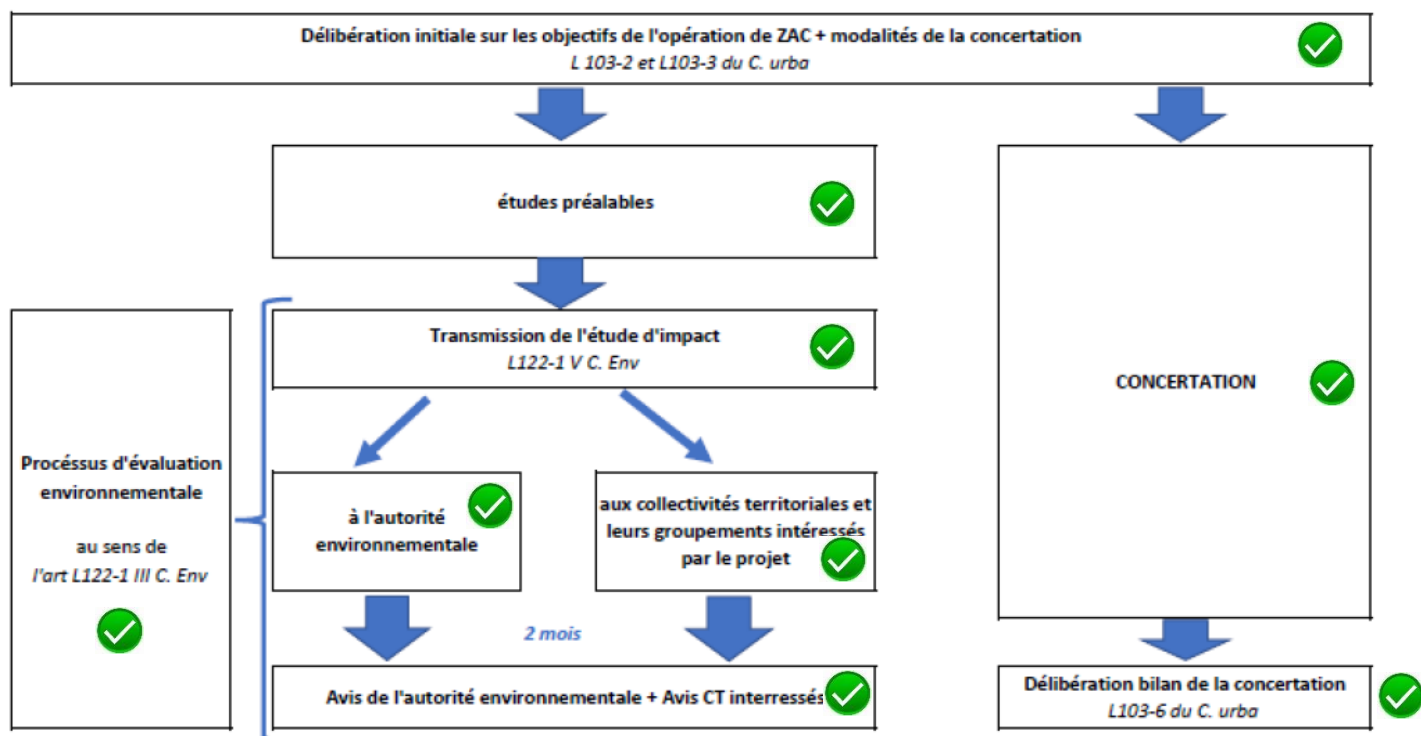 Délibération initiale sur les objectifs de l'opération de ZAC + modalités de la concertation
L 103-2 et L103-3 du C. urba
études préalables
Transmission de l'étude d'impact
L122-1 V C. Env
CONCERTATION
Procéssus d'évaluation
environnementale
au sens de
l'art L122-1 III C. Env
à l'autorité
environnementale
aux collectivités territoriales et
leurs groupements intéressés
par le projet
2 mois
Avis de l'autorité environnementale + Avis CT interressés
Délibération bilan de la concertation
L103-6 du C. urba